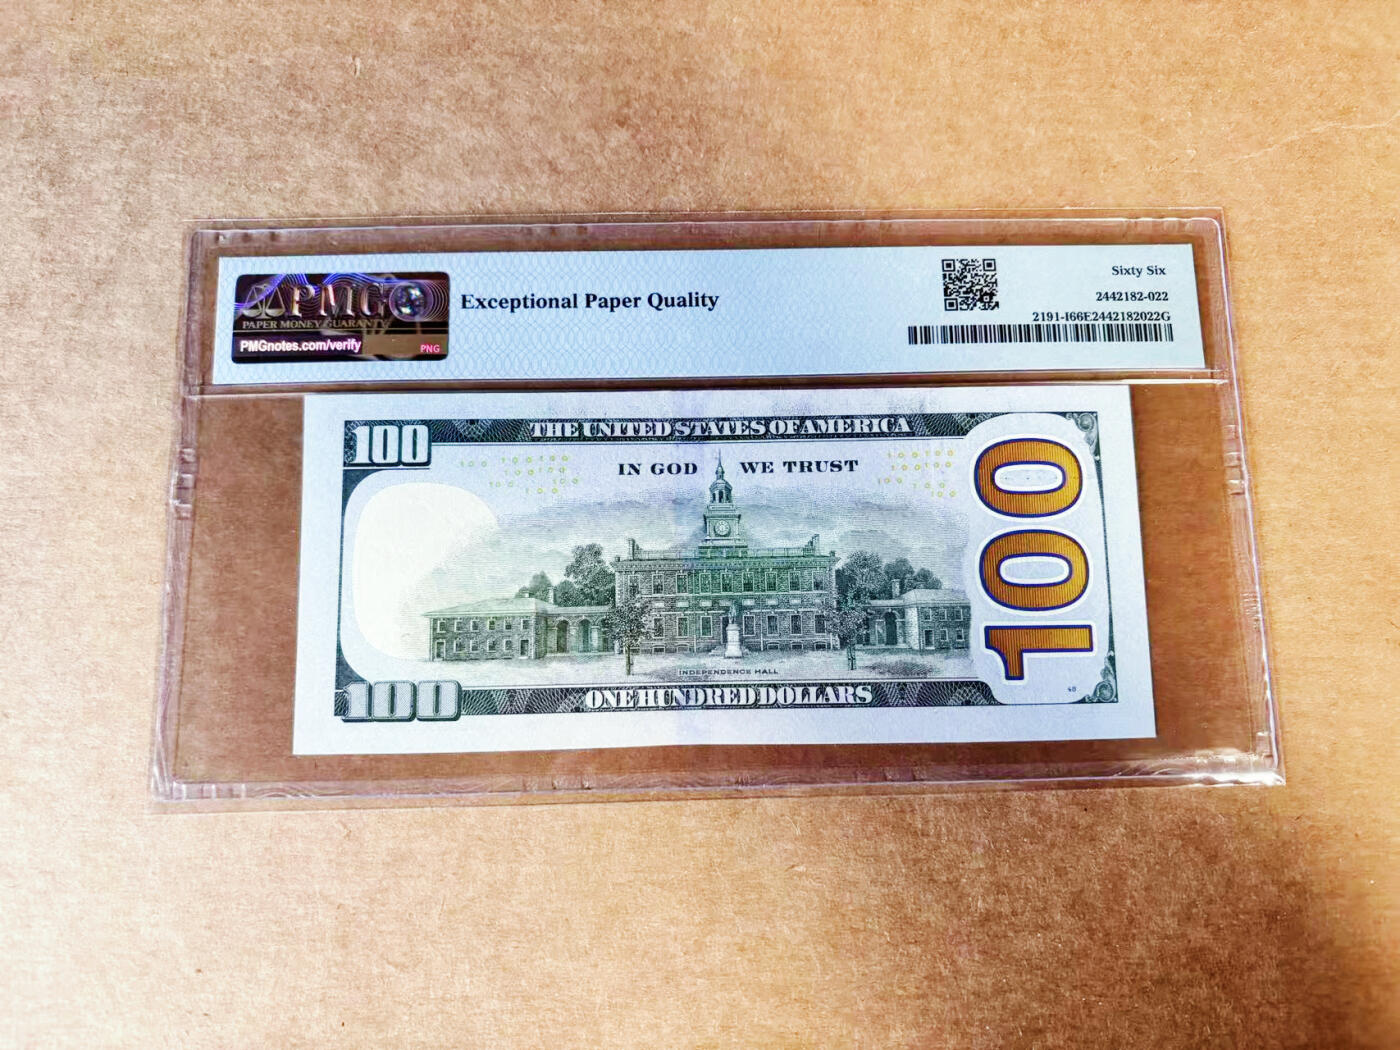 PMG
PAPER MONEY GUARANTY
PMGnotes.com/verify
PNG
Exceptional Paper Quality
Sixty Six
2442182-022
2191-I66E2442182022G
100
THE UNITED STATES OF AMERICA
IN GOD WE TRUST
100
INDEPENDENCE HALL
100
ONE HUNDRED DOLLARS